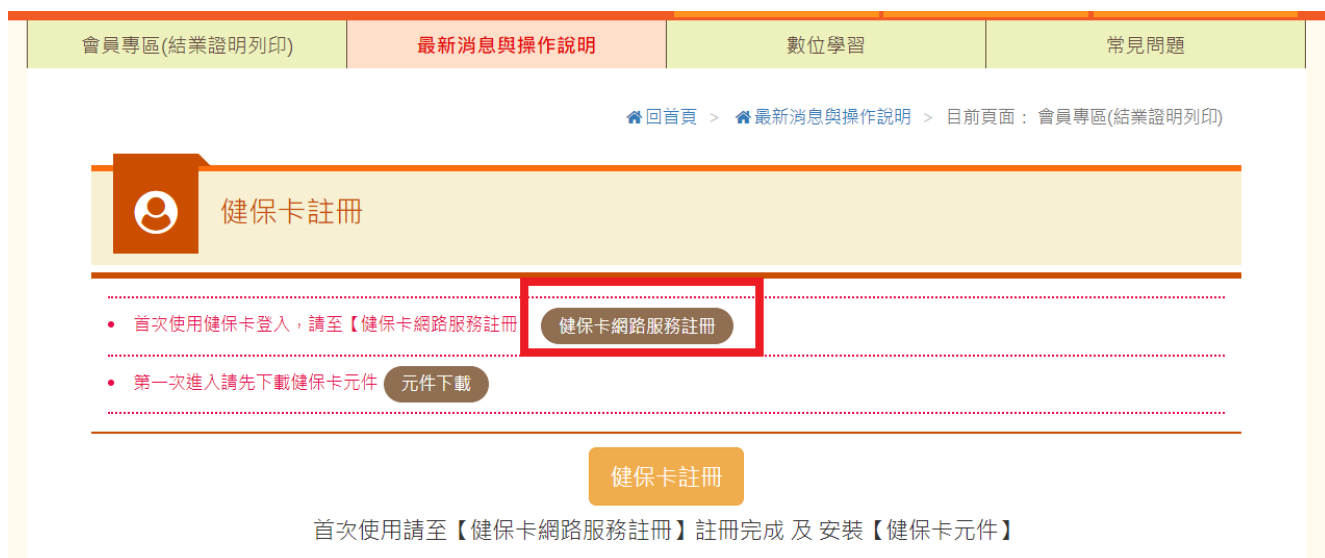 會員專區(結業證明列印) 最新消息與操作說明 數位學習 常見問題
回首頁 > 最新消息與操作說明 > 目前頁面： 會員專區(結業證明列印)
健保卡註冊
首次使用健保卡登入，請至【健保卡網路服務註冊 健保卡網路服務註冊
第一次進入請先下載健保卡元件 元件下載
健保卡註冊
首次使用請至【健保卡網路服務註冊】註冊完成 及 安裝【健保卡元件】